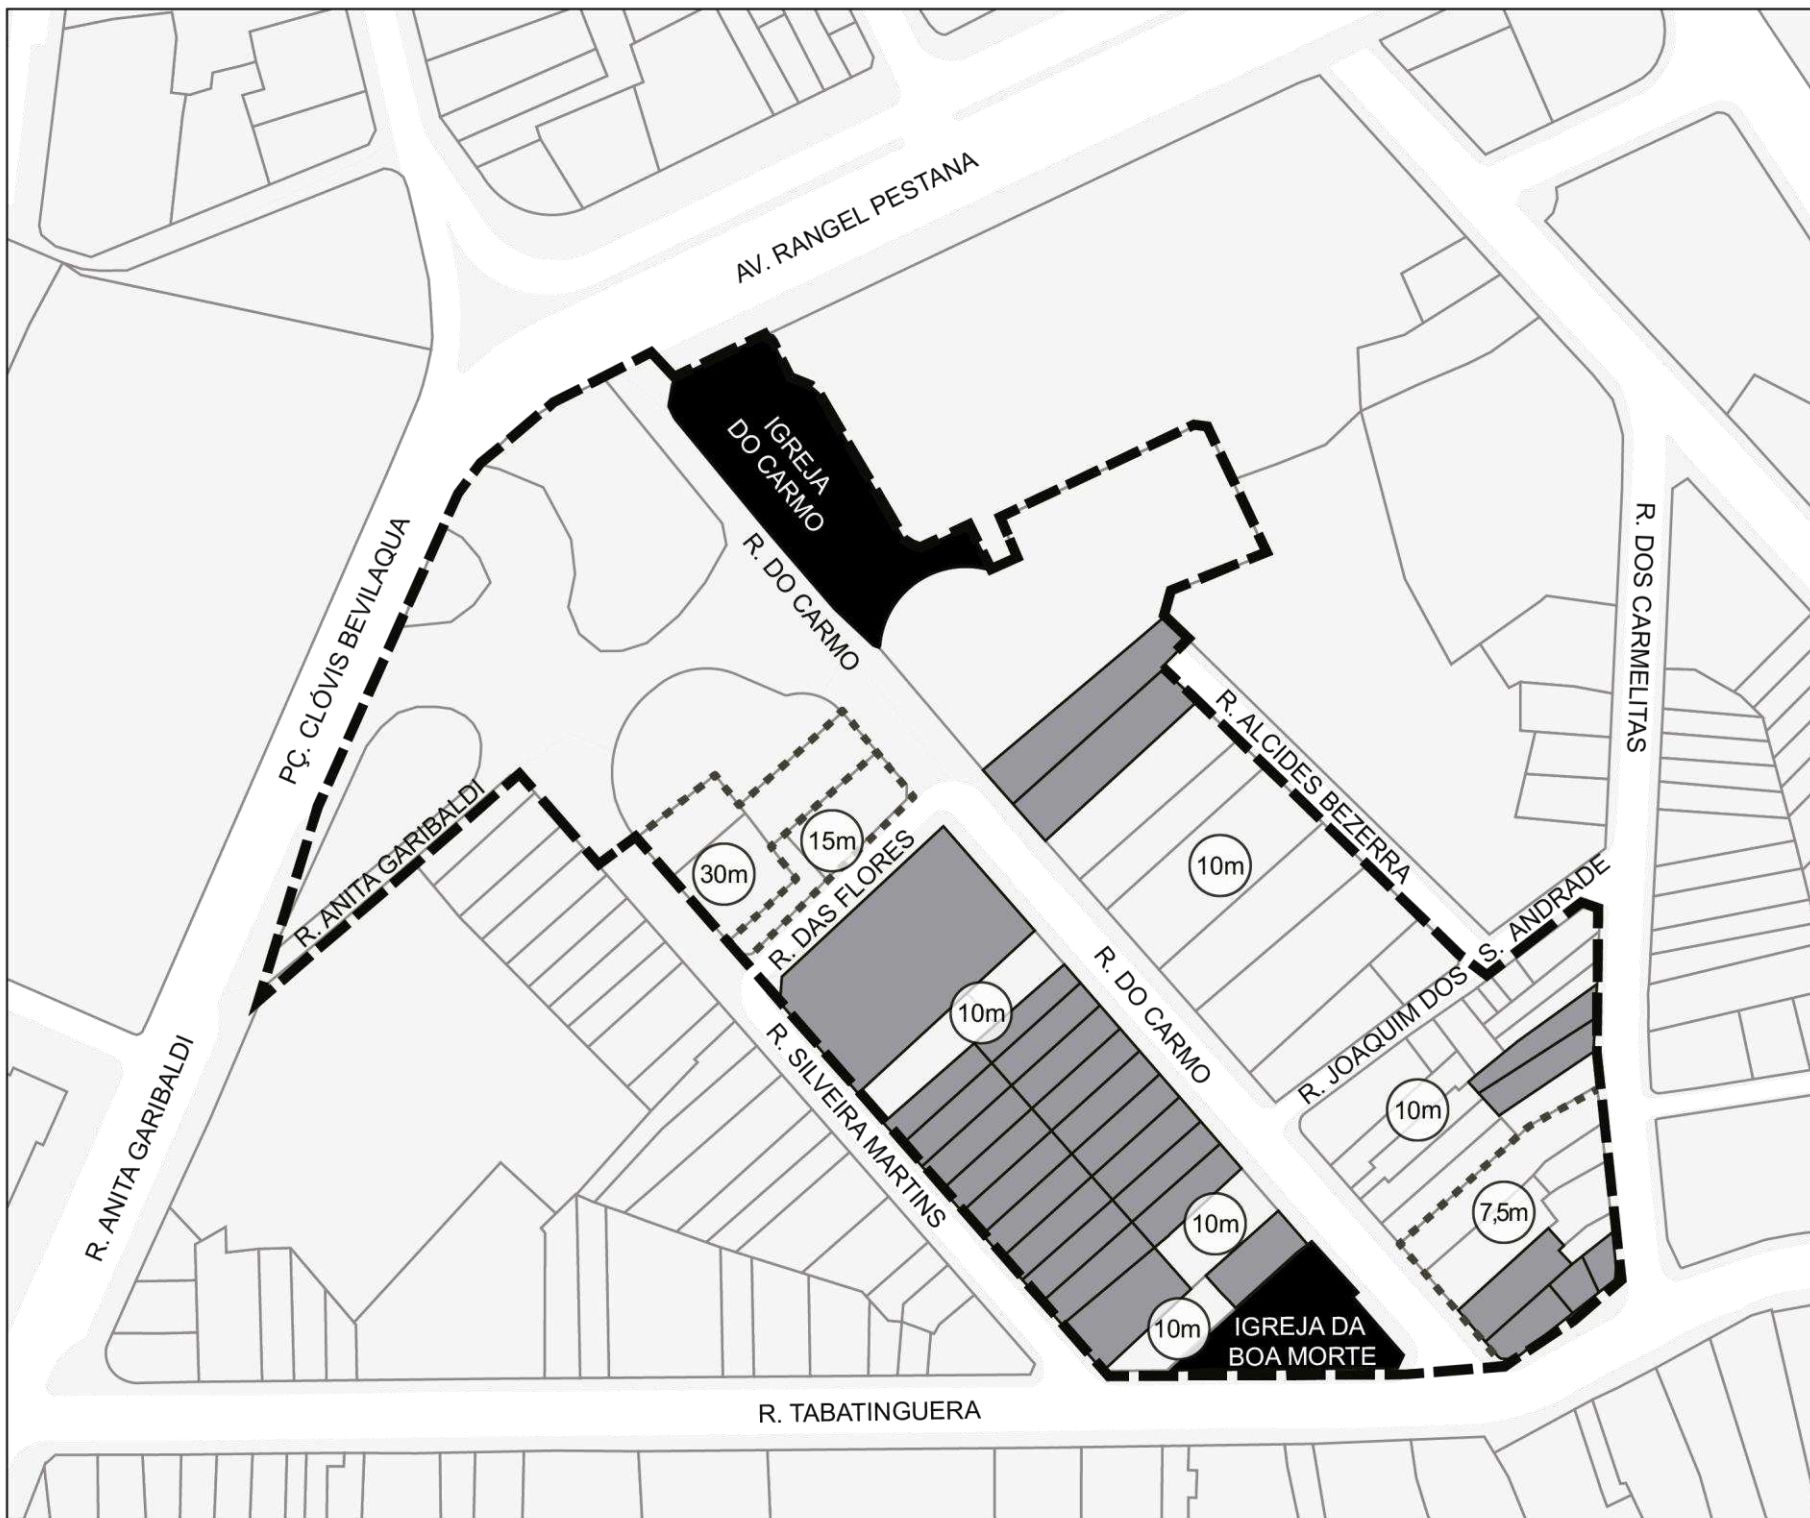 AV. RANGEL PESTANA
IGREJA
DO CARMO
R. DO CARMO
PÇ. CLÓVIS BEVILAQUA
R. DOS CARMELITAS
R. ALCIDES BEZERRA
R. ANITA GARIBALDI
15m
30m
10m
R. DAS FLORES
R. JOAQUIM DOS S. ANDRADE
R. DO CARMO
10m
R. SILVEIRA MARTINS
10m
R. ANITA GARIBALDI
7,5m
10m
10m
IGREJA DA
BOA MORTE
R. TABATINGUERA